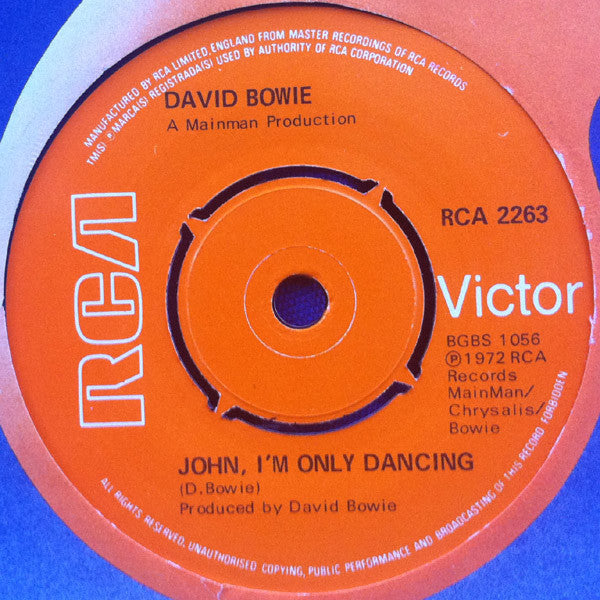 MANUFACTURED BY RCA LIMITED, ENGLAND FROM MASTER RECORDINGS OF RCA RECORDS
TM(S) ® MARCA(S) REGISTRADA(S) USED BY AUTHORITY OF RCA CORPORATION
DAVID BOWIE
A Mainman Production
RCA
RCA 2263
Victor
BGBS 1056
Ⓟ 1972 RCA
Records
MainMan/
Chrysalis/
Bowie
JOHN, I'M ONLY DANCING
(D.Bowie)
Produced by David Bowie
ALL RIGHTS RESERVED. UNAUTHORISED COPYING, PUBLIC PERFORMANCE AND BROADCASTING OF THIS RECORD FORBIDDEN